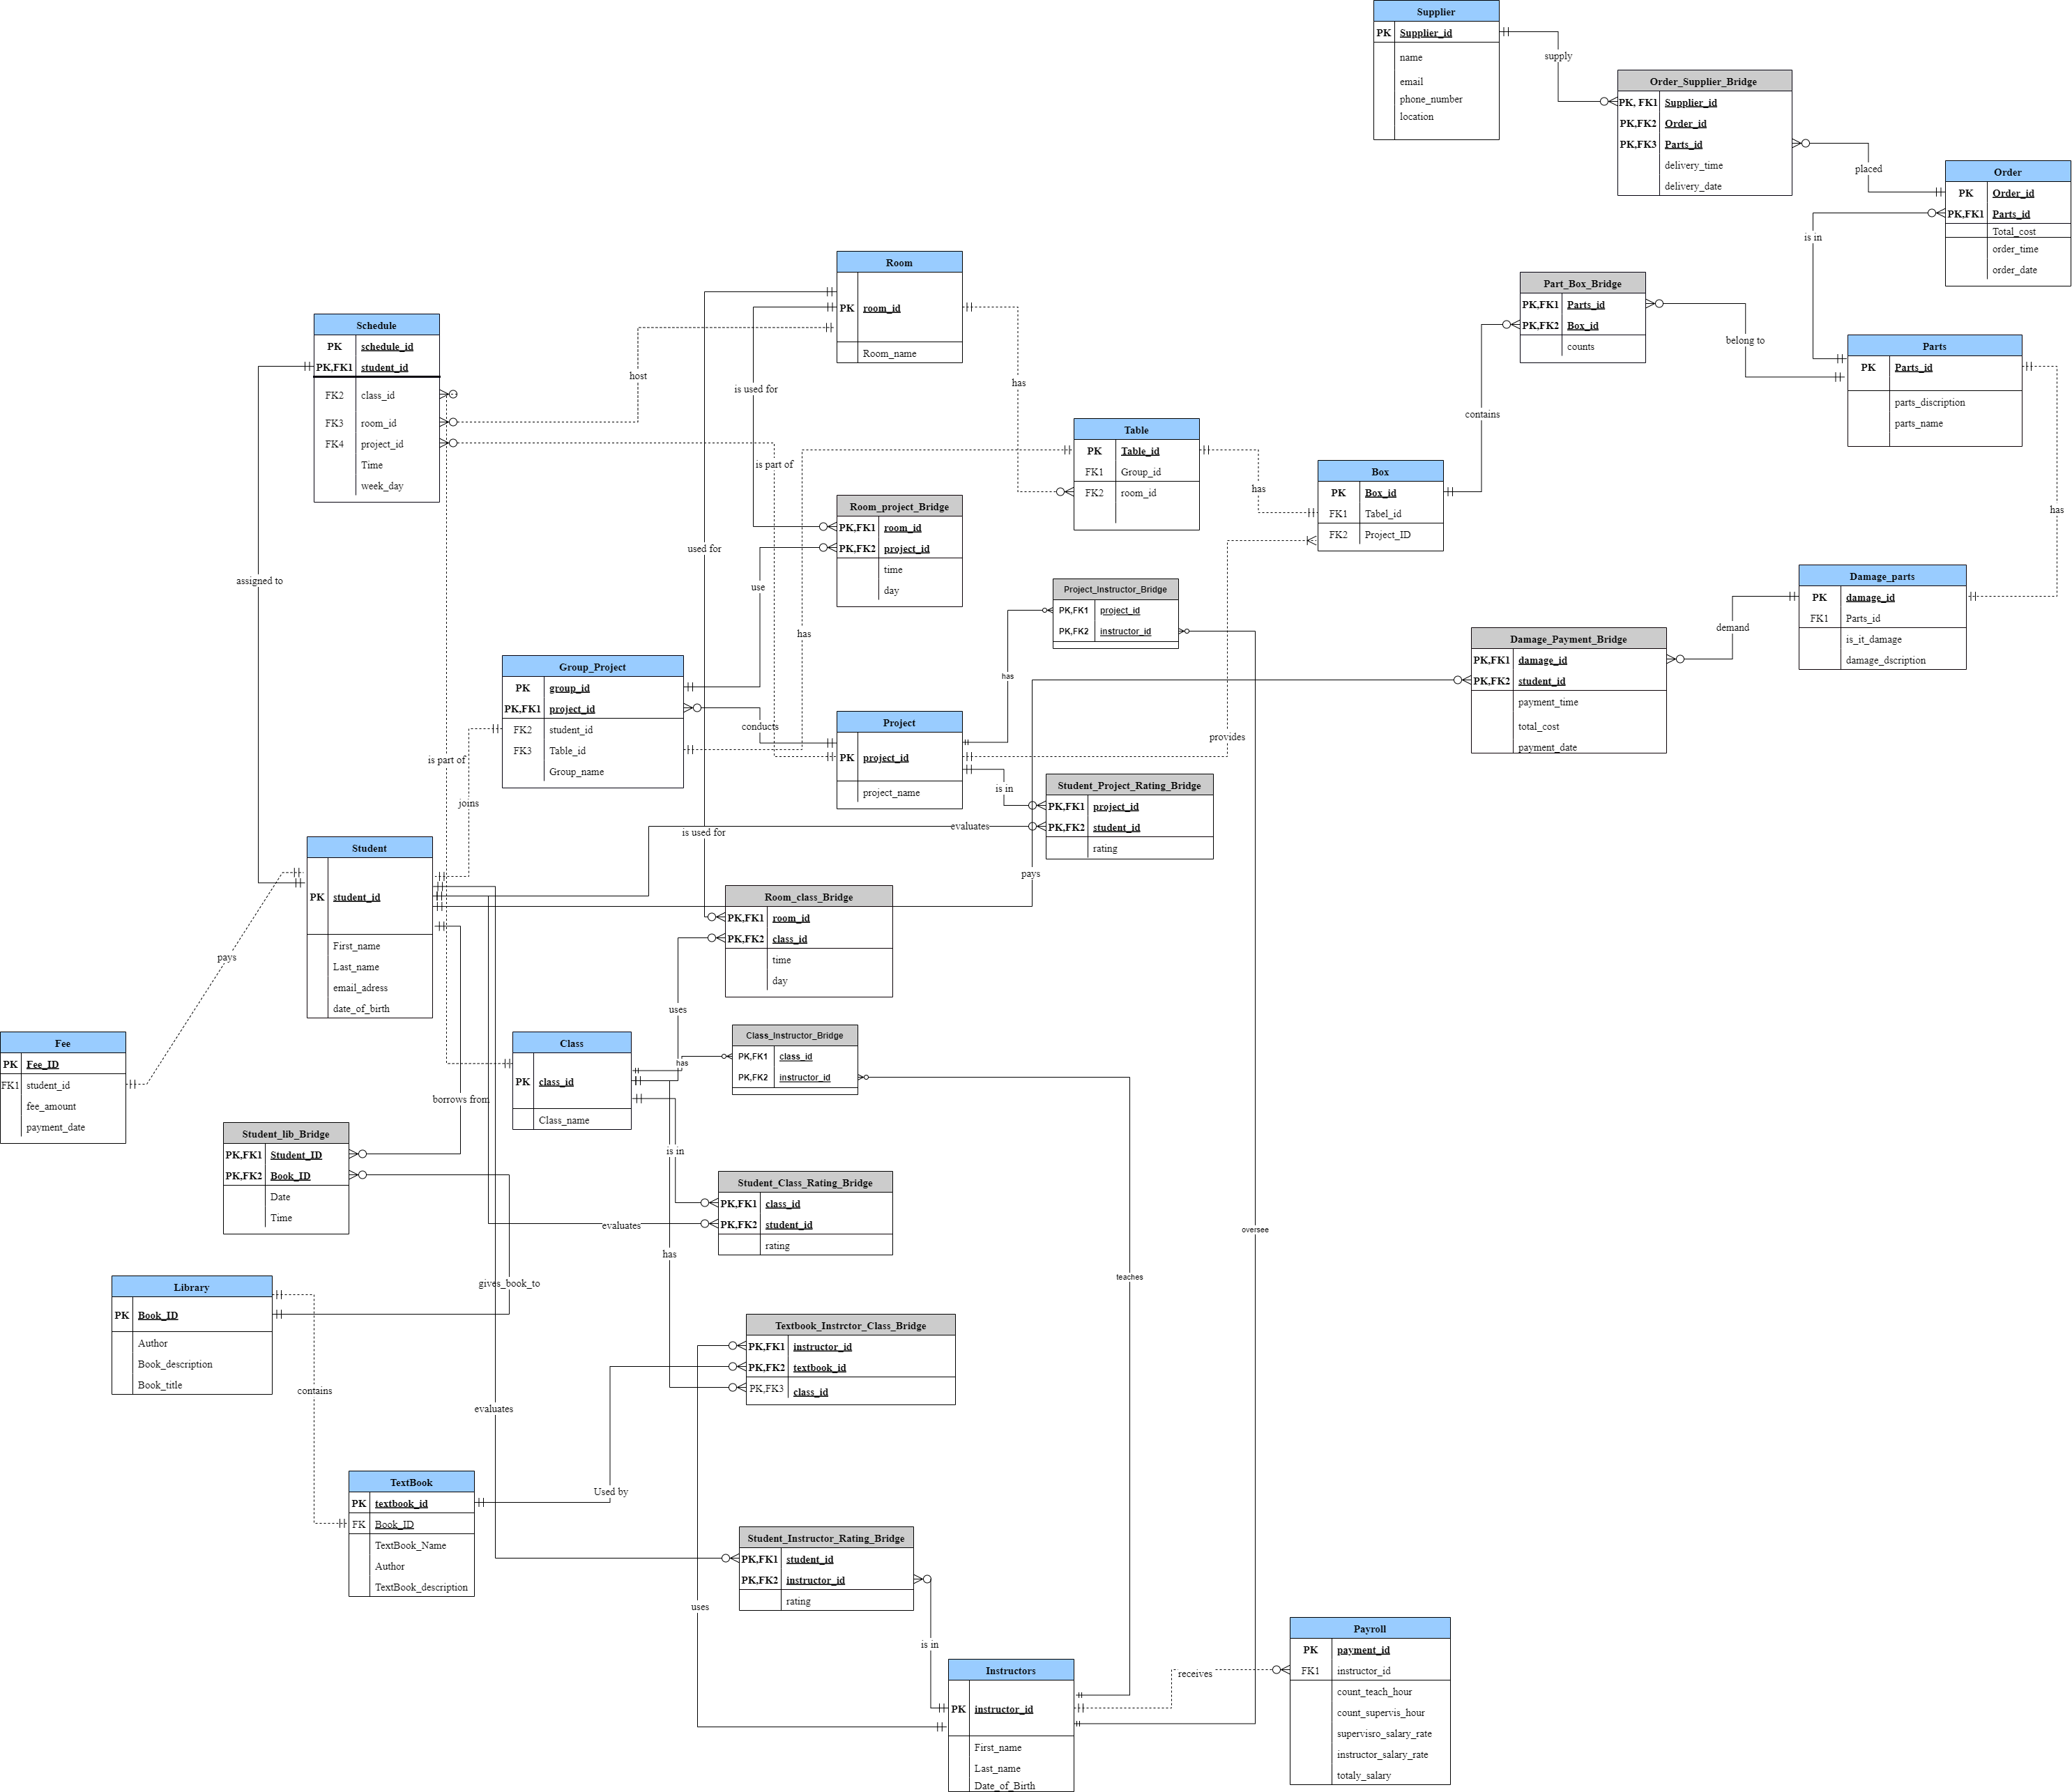 Supplier
PK Supplier_id
name
email
phone_number
location
supply
Order_Supplier_Bridge
PK, FK1 Supplier_id
PK,FK2 Order_id
PK,FK3 Parts_id
delivery_time
delivery_date
placed
Order
PK Order_id
PK,FK1 Parts_id
Total_cost
order_time
order_date
is in
Room
PK room_id
Room_name
Part_Box_Bridge
PK,FK1 Parts_id
PK,FK2 Box_id
counts
belong to
Parts
PK Parts_id
parts_discription
parts_name
Schedule
PK schedule_id
PK,FK1 student_id
FK2 class_id
FK3 room_id
FK4 project_id
Time
week_day
host
is used for
has
contains
Table
PK Table_id
FK1 Group_id
FK2 room_id
is part of
has
Box
PK Box_id
FK1 Tabel_id
FK2 Project_ID
has
Room_project_Bridge
PK,FK1 room_id
PK,FK2 project_id
time
day
used for
assigned to
use
Project_Instructor_Bridge
PK,FK1 project_id
PK,FK2 instructor_id
Damage_parts
PK damage_id
FK1 Parts_id
is_it_damage
damage_dscription
demand
Damage_Payment_Bridge
PK,FK1 damage_id
PK,FK2 student_id
payment_time
total_cost
payment_date
has
Group_Project
PK group_id
PK,FK1 project_id
FK2 student_id
FK3 Table_id
Group_name
has
conducts
Project
PK project_id
project_name
provides
is part of
joins
is in
Student_Project_Rating_Bridge
PK,FK1 project_id
PK,FK2 student_id
rating
evaluates
is used for
pays
Student
PK student_id
First_name
Last_name
email_adress
date_of_birth
Room_class_Bridge
PK,FK1 room_id
PK,FK2 class_id
time
day
pays
uses
Fee
PK Fee_ID
FK1 student_id
fee_amount
payment_date
Class
PK class_id
Class_name
has
Class_Instructor_Bridge
PK,FK1 class_id
PK,FK2 instructor_id
borrows from
Student_lib_Bridge
PK,FK1 Student_ID
PK,FK2 Book_ID
Date
Time
is in
Student_Class_Rating_Bridge
PK,FK1 class_id
PK,FK2 student_id
rating
evaluates
oversee
has
teaches
gives_book_to
Library
PK Book_ID
Author
Book_description
Book_title
Textbook_Instrctor_Class_Bridge
PK,FK1 instructor_id
PK,FK2 textbook_id
PK,FK3 class_id
contains
evaluates
TextBook
PK textbook_id
FK Book_ID
TextBook_Name
Author
TextBook_description
Used by
Student_Instructor_Rating_Bridge
PK,FK1 student_id
PK,FK2 instructor_id
rating
uses
is in
Instructors
PK instructor_id
First_name
Last_name
Date_of_Birth
receives
Payroll
PK payment_id
FK1 instructor_id
count_teach_hour
count_supervis_hour
supervisro_salary_rate
instructor_salary_rate
totaly_salary